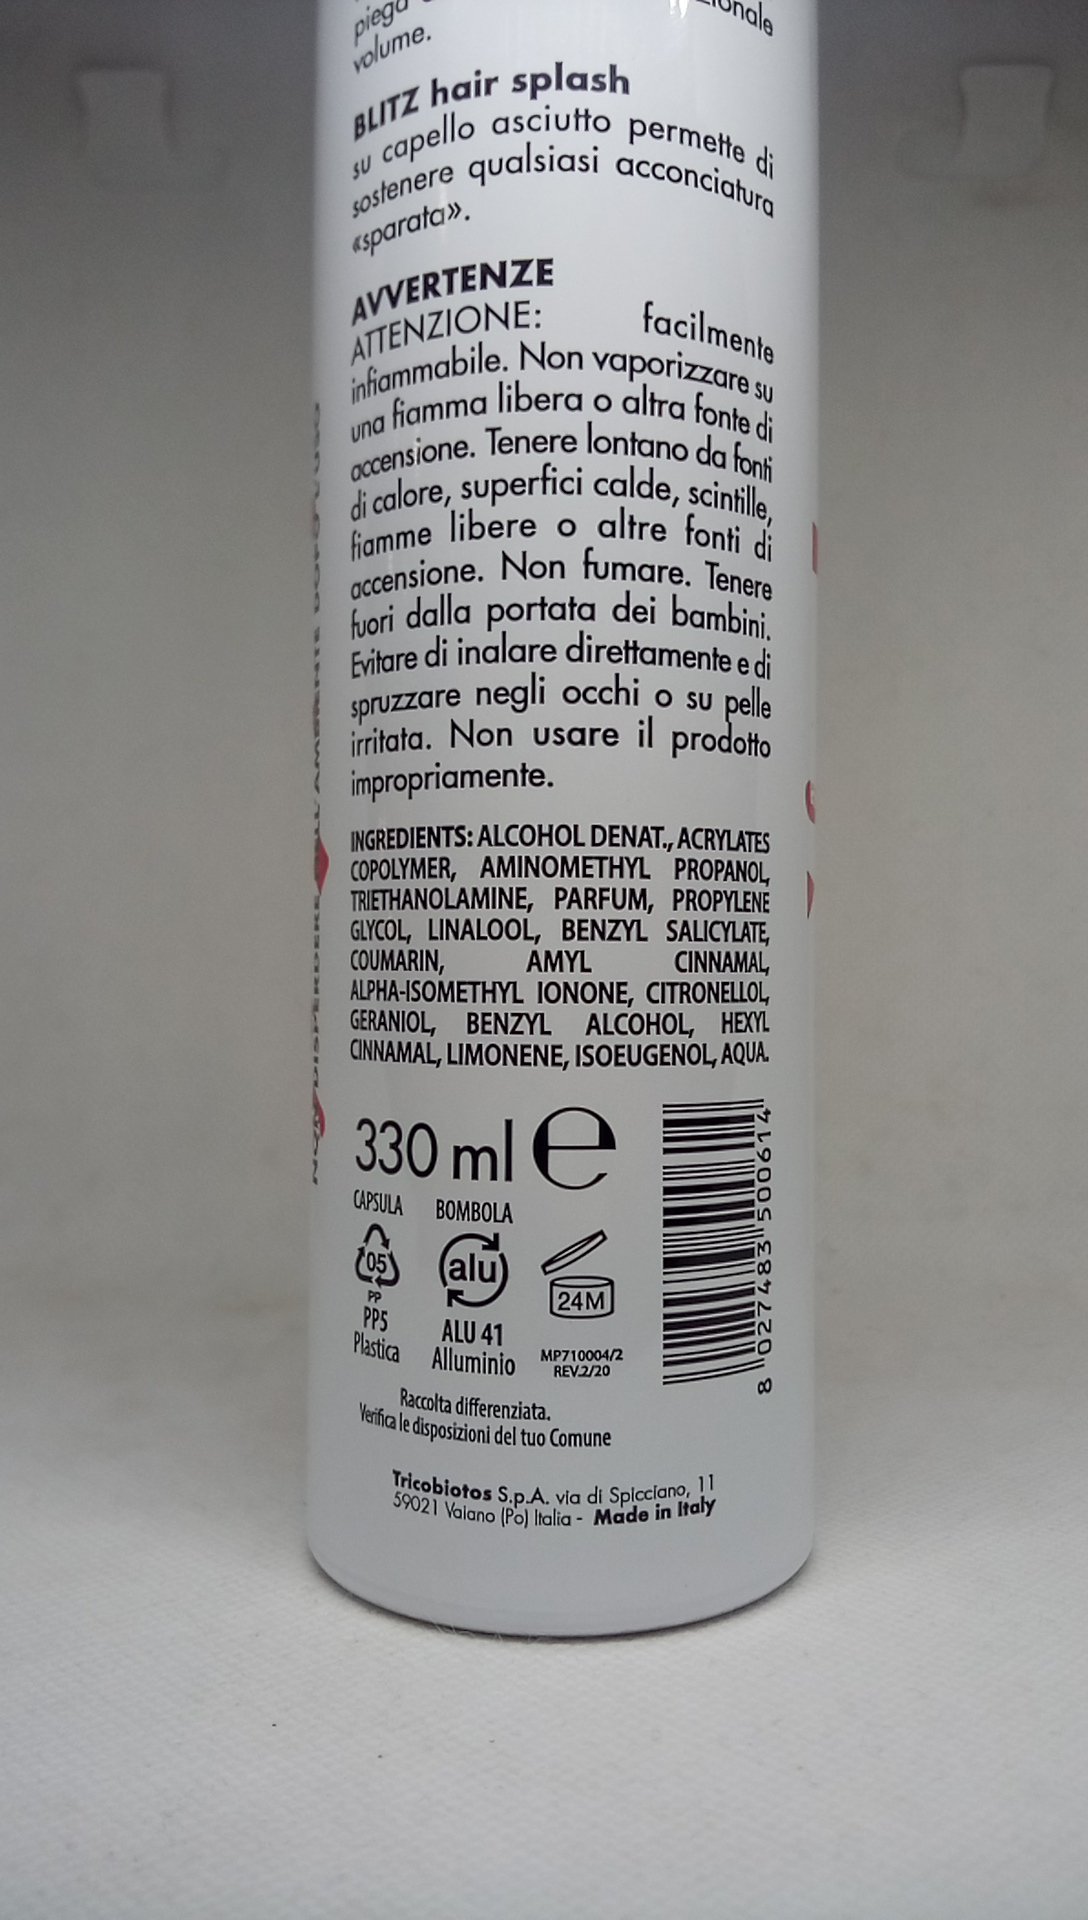 piega
volume.
BLITZ hair splash
su capello asciutto permette di
sostenere qualsiasi acconciatura
«sparata».
AVVERTENZE
ATTENZIONE: facilmente
infiammabile. Non vaporizzare su
una fiamma libera o altra fonte di
accensione. Tenere lontano da fonti
di calore, superfici calde, scintille,
fiamme libere o altre fonti di
accensione. Non fumare. Tenere
fuori dalla portata dei bambini.
Evitare di inalare direttamente e di
spruzzare negli occhi o su pelle
irritata. Non usare il prodotto
impropriamente.
INGREDIENTS: ALCOHOL DENAT., ACRYLATES
COPOLYMER, AMINOMETHYL PROPANOL,
TRIETHANOLAMINE, PARFUM, PROPYLENE
GLYCOL, LINALOOL, BENZYL SALICYLATE,
COUMARIN, AMYL CINNAMAL,
ALPHA-ISOMETHYL IONONE, CITRONELLOL,
GERANIOL, BENZYL ALCOHOL, HEXYL
CINNAMAL, LIMONENE, ISOEUGENOL, AQUA.
330 ml e
CAPSULA BOMBOLA
05 alu
PP
PP5 ALU 41
Plastica Alluminio
24M
MP710004/2
REV.2/20
8 027483 500614
Raccolta differenziata.
Verifica le disposizioni del tuo Comune
Tricobiotos S.p.A. via di Spicciano, 11
59021 Vaiano (Po) Italia - Made in Italy